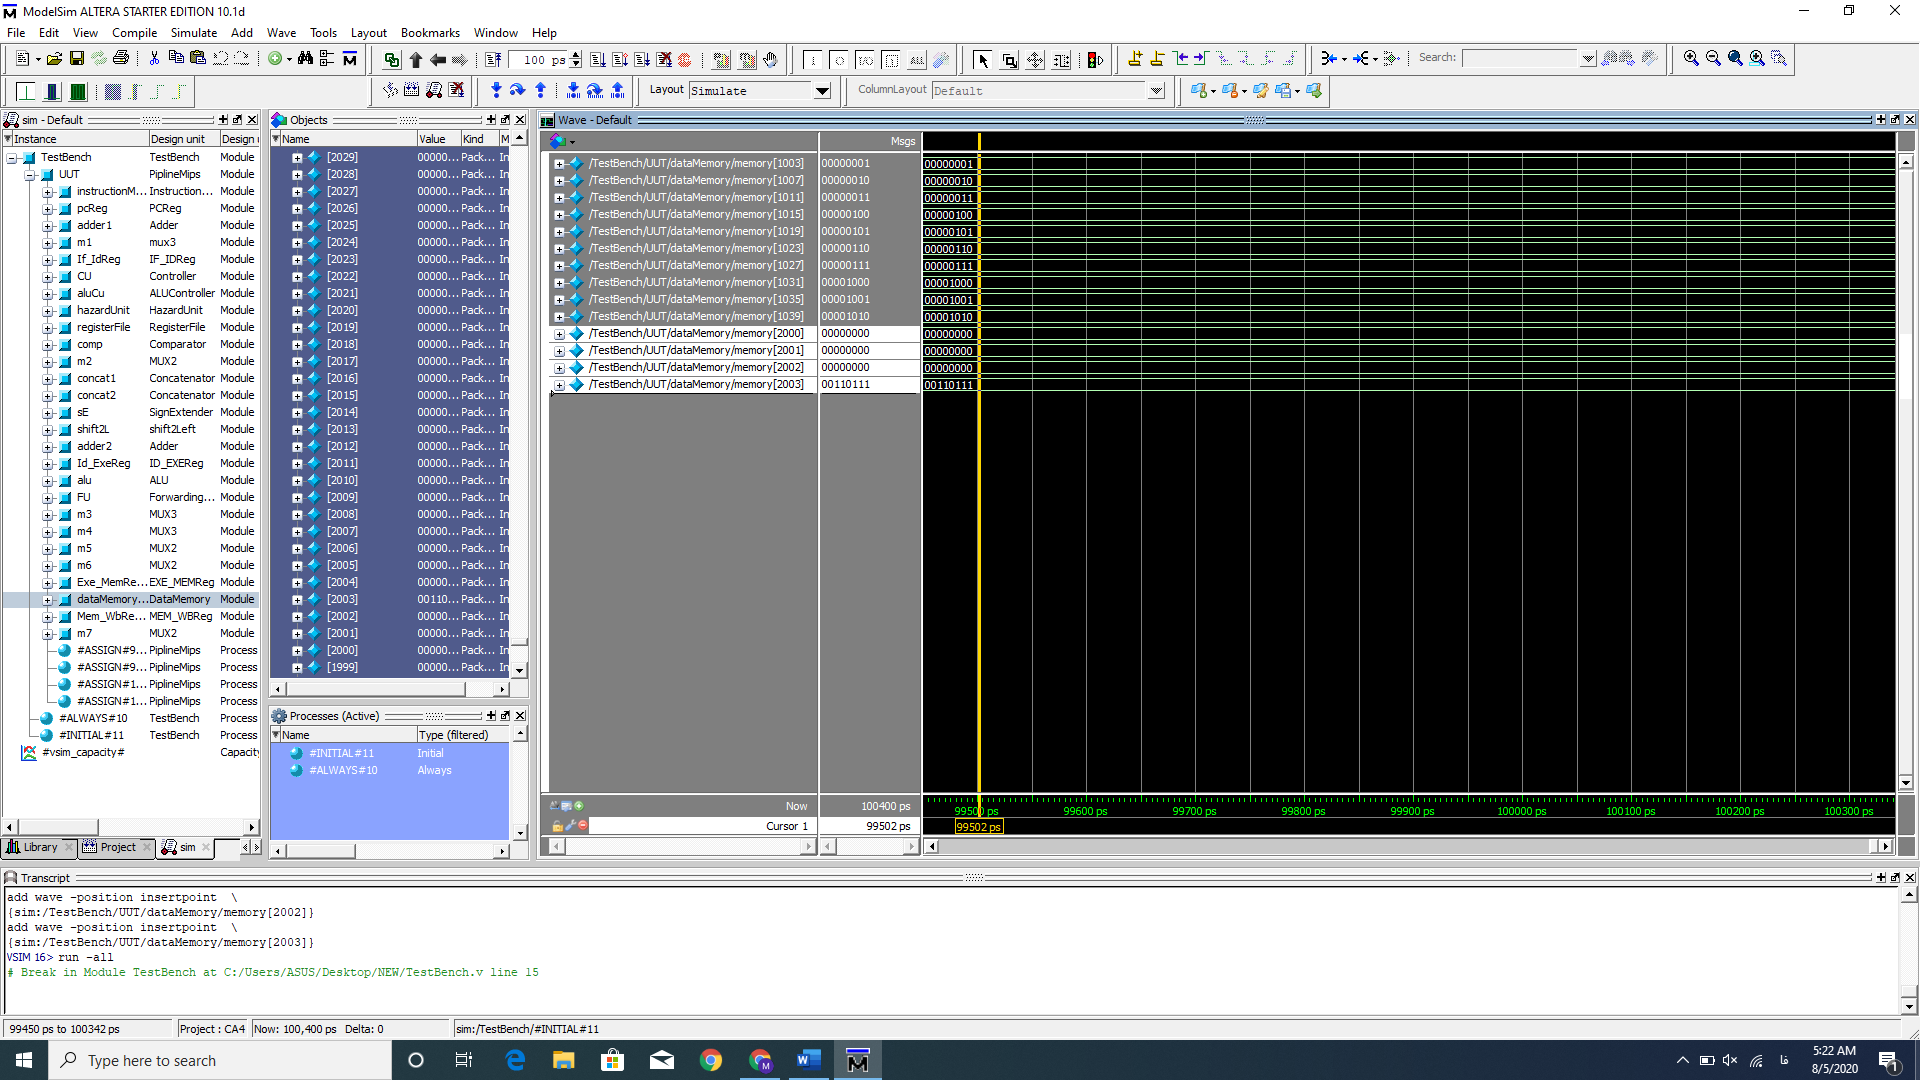 ModelSim ALTERA STARTER EDITION 10.1d
File Edit View Compile Simulate Add Wave Tools Layout Bookmarks Window Help
100 ps
Search:
Layout Simulate
ColumnLayout Default
sim - Default
Instance Design unit Design
TestBench TestBench Module
UUT PiplineMips Module
instructionM... Instruction... Module
pcReg PCReg Module
adder1 Adder Module
m1 mux3 Module
If_IdReg IF_IDReg Module
CU Controller Module
aluCu ALUController Module
hazardUnit HazardUnit Module
registerFile RegisterFile Module
comp Comparator Module
m2 MUX2 Module
concat1 Concatenator Module
concat2 Concatenator Module
sE SignExtender Module
shift2L shift2Left Module
adder2 Adder Module
Id_ExeReg ID_EXEReg Module
alu ALU Module
FU Forwarding... Module
m3 MUX3 Module
m4 MUX3 Module
m5 MUX2 Module
m6 MUX2 Module
Exe_MemRe... EXE_MEMReg Module
dataMemory... DataMemory Module
Mem_WbRe... MEM_WBReg Module
m7 MUX2 Module
#ASSIGN#9... PiplineMips Process
#ASSIGN#9... PiplineMips Process
#ASSIGN#1... PiplineMips Process
#ASSIGN#1... PiplineMips Process
#ALWAYS#10 TestBench Process
#INITIAL#11 TestBench Process
#vsim_capacity# Capacity
Library Project sim
Objects
Name Value Kind M
[2029] 00000... Pack... In
[2028] 00000... Pack... In
[2027] 00000... Pack... In
[2026] 00000... Pack... In
[2025] 00000... Pack... In
[2024] 00000... Pack... In
[2023] 00000... Pack... In
[2022] 00000... Pack... In
[2021] 00000... Pack... In
[2020] 00000... Pack... In
[2019] 00000... Pack... In
[2018] 00000... Pack... In
[2017] 00000... Pack... In
[2016] 00000... Pack... In
[2015] 00000... Pack... In
[2014] 00000... Pack... In
[2013] 00000... Pack... In
[2012] 00000... Pack... In
[2011] 00000... Pack... In
[2010] 00000... Pack... In
[2009] 00000... Pack... In
[2008] 00000... Pack... In
[2007] 00000... Pack... In
[2006] 00000... Pack... In
[2005] 00000... Pack... In
[2004] 00000... Pack... In
[2003] 00110... Pack... In
[2002] 00000... Pack... In
[2001] 00000... Pack... In
[2000] 00000... Pack... In
[1999] 00000... Pack... In
Processes (Active)
Name Type (filtered)
#INITIAL#11 Initial
#ALWAYS#10 Always
Wave - Default
Msgs
/TestBench/UUT/dataMemory/memory[1003] 00000001 00000001
/TestBench/UUT/dataMemory/memory[1007] 00000010 00000010
/TestBench/UUT/dataMemory/memory[1011] 00000011 00000011
/TestBench/UUT/dataMemory/memory[1015] 00000100 00000100
/TestBench/UUT/dataMemory/memory[1019] 00000101 00000101
/TestBench/UUT/dataMemory/memory[1023] 00000110 00000110
/TestBench/UUT/dataMemory/memory[1027] 00000111 00000111
/TestBench/UUT/dataMemory/memory[1031] 00001000 00001000
/TestBench/UUT/dataMemory/memory[1035] 00001001 00001001
/TestBench/UUT/dataMemory/memory[1039] 00001010 00001010
/TestBench/UUT/dataMemory/memory[2000] 00000000 00000000
/TestBench/UUT/dataMemory/memory[2001] 00000000 00000000
/TestBench/UUT/dataMemory/memory[2002] 00000000 00000000
/TestBench/UUT/dataMemory/memory[2003] 00110111 00110111
Now 100400 ps
99500 ps 99600 ps 99700 ps 99800 ps 99900 ps 100000 ps 100100 ps 100200 ps 100300 ps
Cursor 1 99502 ps 99502 ps
Transcript
add wave -position insertpoint \
{sim:/TestBench/UUT/dataMemory/memory[2002]}
add wave -position insertpoint \
{sim:/TestBench/UUT/dataMemory/memory[2003]}
VSIM 16> run -all
# Break in Module TestBench at C:/Users/ASUS/Desktop/NEW/TestBench.v line 15
99450 ps to 100342 ps Project : CA4 Now: 100,400 ps Delta: 0 sim:/TestBench/#INITIAL#11
Type here to search
فا
5:22 AM
8/5/2020
1